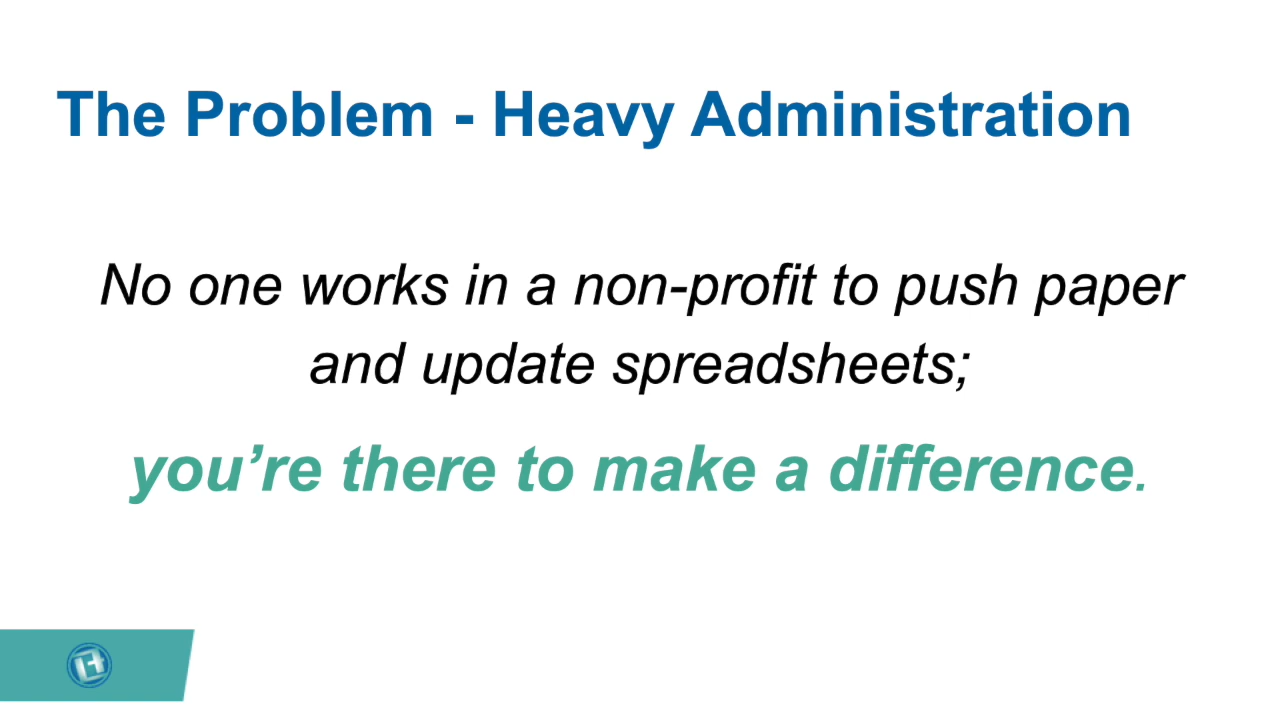 The Problem - Heavy Administration
No one works in a non-profit to push paper
and update spreadsheets;
you’re there to make a difference.